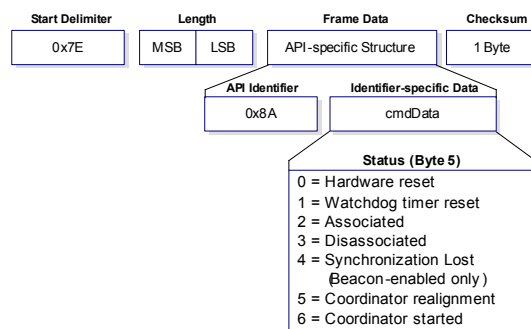 Start Delimiter Length Frame Data Checksum
0x7E MSB LSB API-specific Structure 1 Byte
API Identifier Identifier-specific Data
0x8A cmdData
Status (Byte 5)
0 = Hardware reset
1 = Watchdog timer reset
2 = Associated
3 = Disassociated
4 = Synchronization Lost
(Beacon-enabled only)
5 = Coordinator realignment
6 = Coordinator started